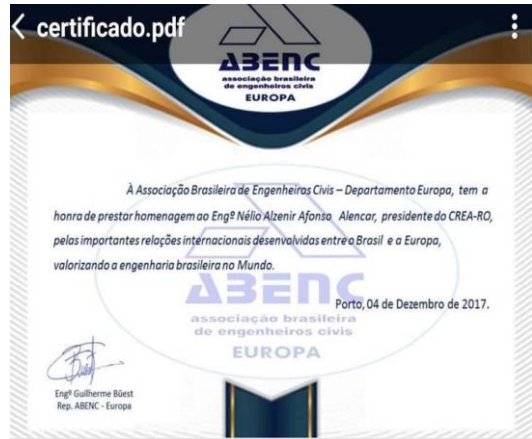 certificado.pdf
ABENC
associação brasileira
de engenheiros civis
EUROPA
À Associação Brasileira de Engenheiros Civis – Departamento Europa, tem a
honra de prestar homenagem ao Engº Nélio Alzenir Afonso Alencar, presidente do CREA-RO,
pelas importantes relações internacionais desenvolvidas entre o Brasil e a Europa,
valorizando a engenharia brasileira no Mundo.
ABENC
Porto, 04 de Dezembro de 2017.
associação brasileira
de engenheiros civis
EUROPA
Engº Guilherme Büest
Rep. ABENC - Europa